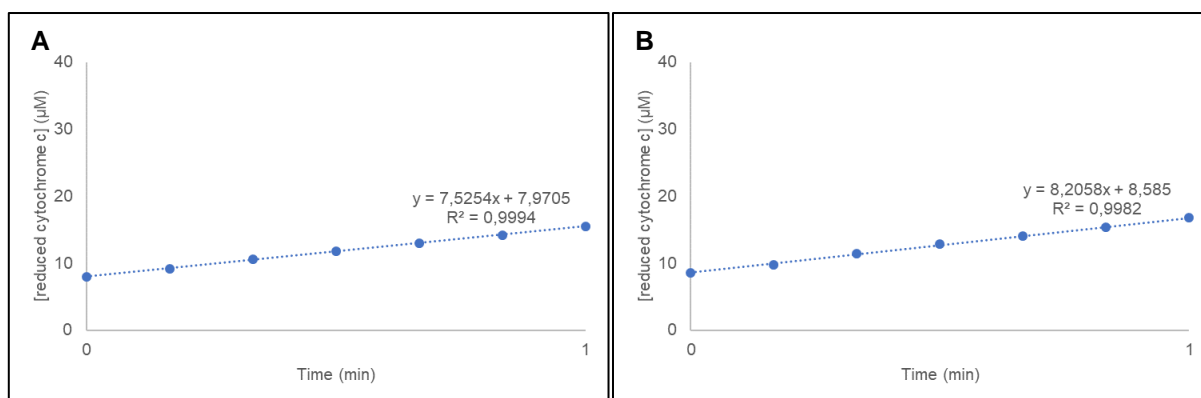 A
40
30
20
10
0
[reduced cytochrome c] (µM)
y = 7,5254x + 7,9705
R² = 0,9994
0
1
Time (min)
B
40
30
20
10
0
[reduced cytochrome c] (µM)
y = 8,2058x + 8,585
R² = 0,9982
0
1
Time (min)